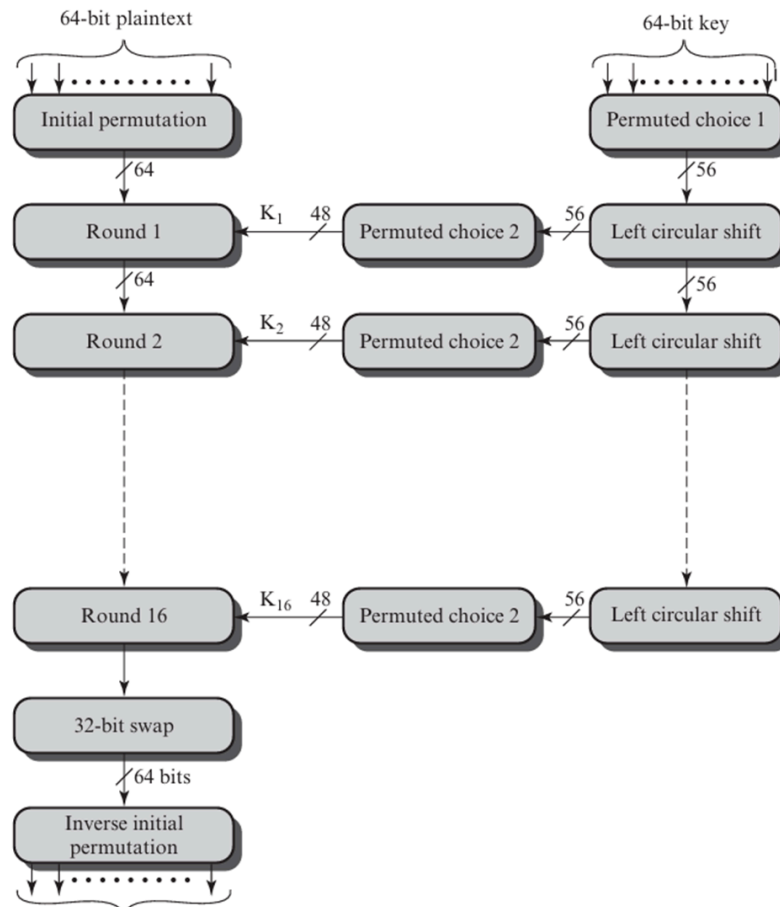 64-bit plaintext
64-bit key
Initial permutation
Permuted choice 1
64
56
Round 1
K₁
48
Permuted choice 2
56
Left circular shift
64
56
Round 2
K₂
48
Permuted choice 2
56
Left circular shift
Round 16
K₁₆
48
Permuted choice 2
56
Left circular shift
32-bit swap
64 bits
Inverse initial
permutation